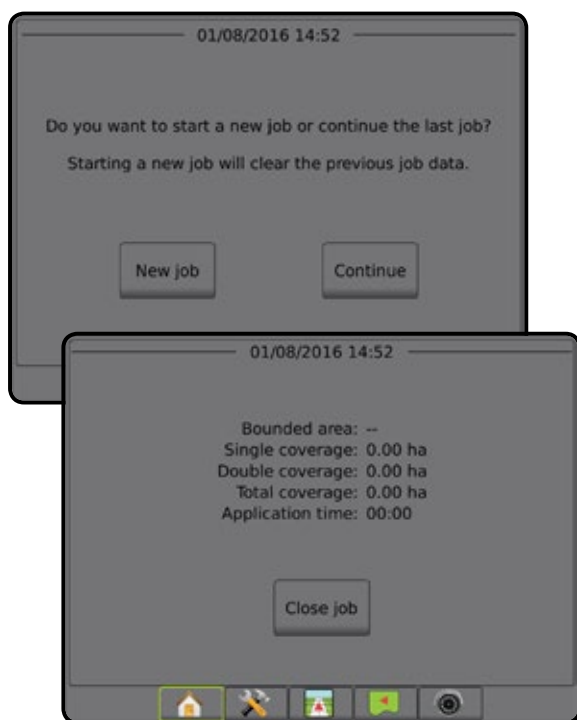 01/08/2016 14:52
Do you want to start a new job or continue the last job?
Starting a new job will clear the previous job data.
New job
Continue
01/08/2016 14:52
Bounded area: --
Single coverage: 0.00 ha
Double coverage: 0.00 ha
Total coverage: 0.00 ha
Application time: 00:00
Close job